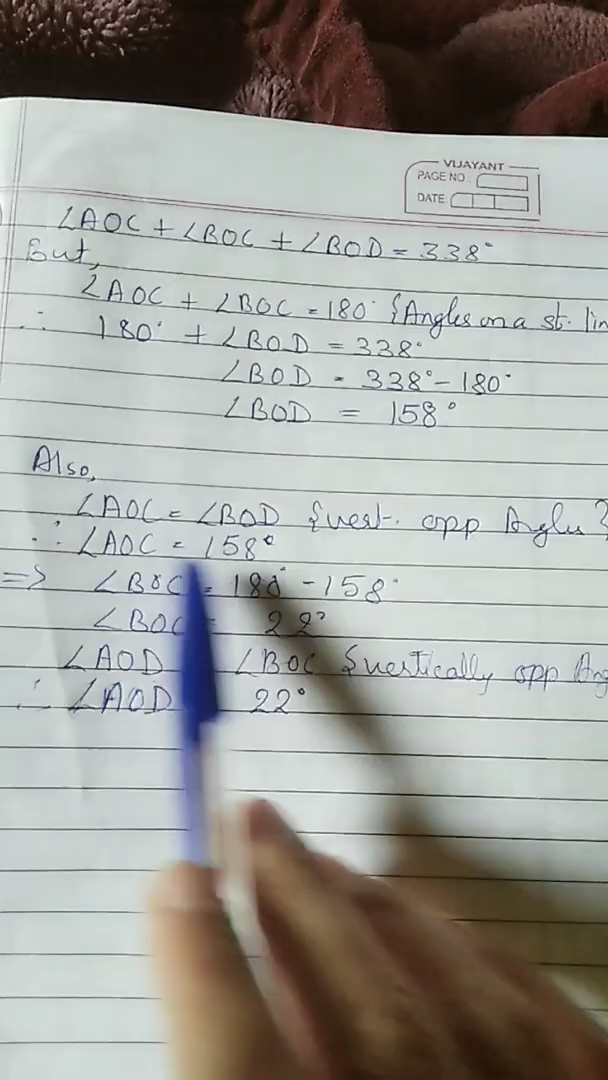 VIJAYANT
PAGE NO :
DATE
∠AOC + ∠BOC + ∠BOD = 338°
But,
∠AOC + ∠BOC = 180° {Angles on a st. lin
∴ 180° + ∠BOD = 338°
∠BOD = 338° - 180°
∠BOD = 158°
Also,
∠AOC = ∠BOD {vert. opp Angles}
∴ ∠AOC = 158°
=> ∠BOC = 180° - 158°
∠BOC = 22°
∠AOD ∠BOC {vertically opp Ang
∴ ∠AOD 22°